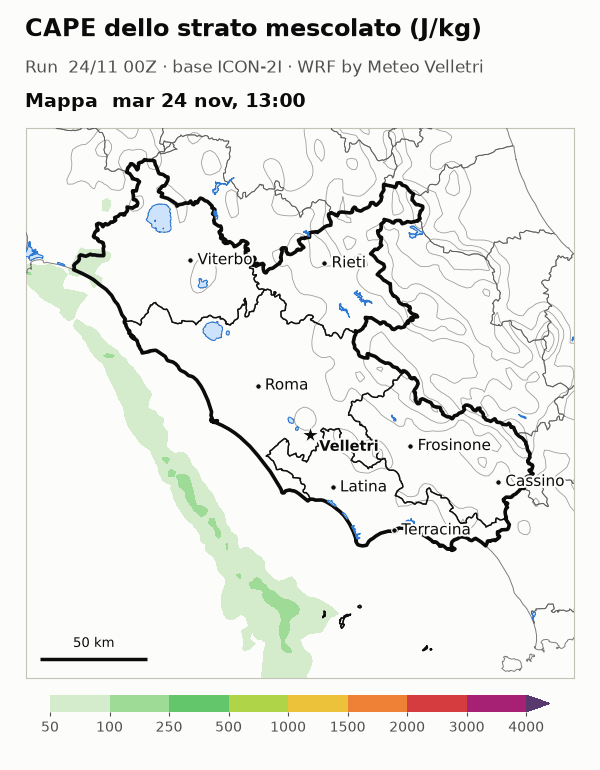 CAPE dello strato mescolato (J/kg)
Run  24/11 00Z · base ICON-2I · WRF by Meteo Velletri
Mappa  mar 24 nov, 13:00
Viterbo
Rieti
Roma
Velletri
Frosinone
Latina
Cassino
Terracina
50 km
50 100 250 500 1000 1500 2000 3000 4000